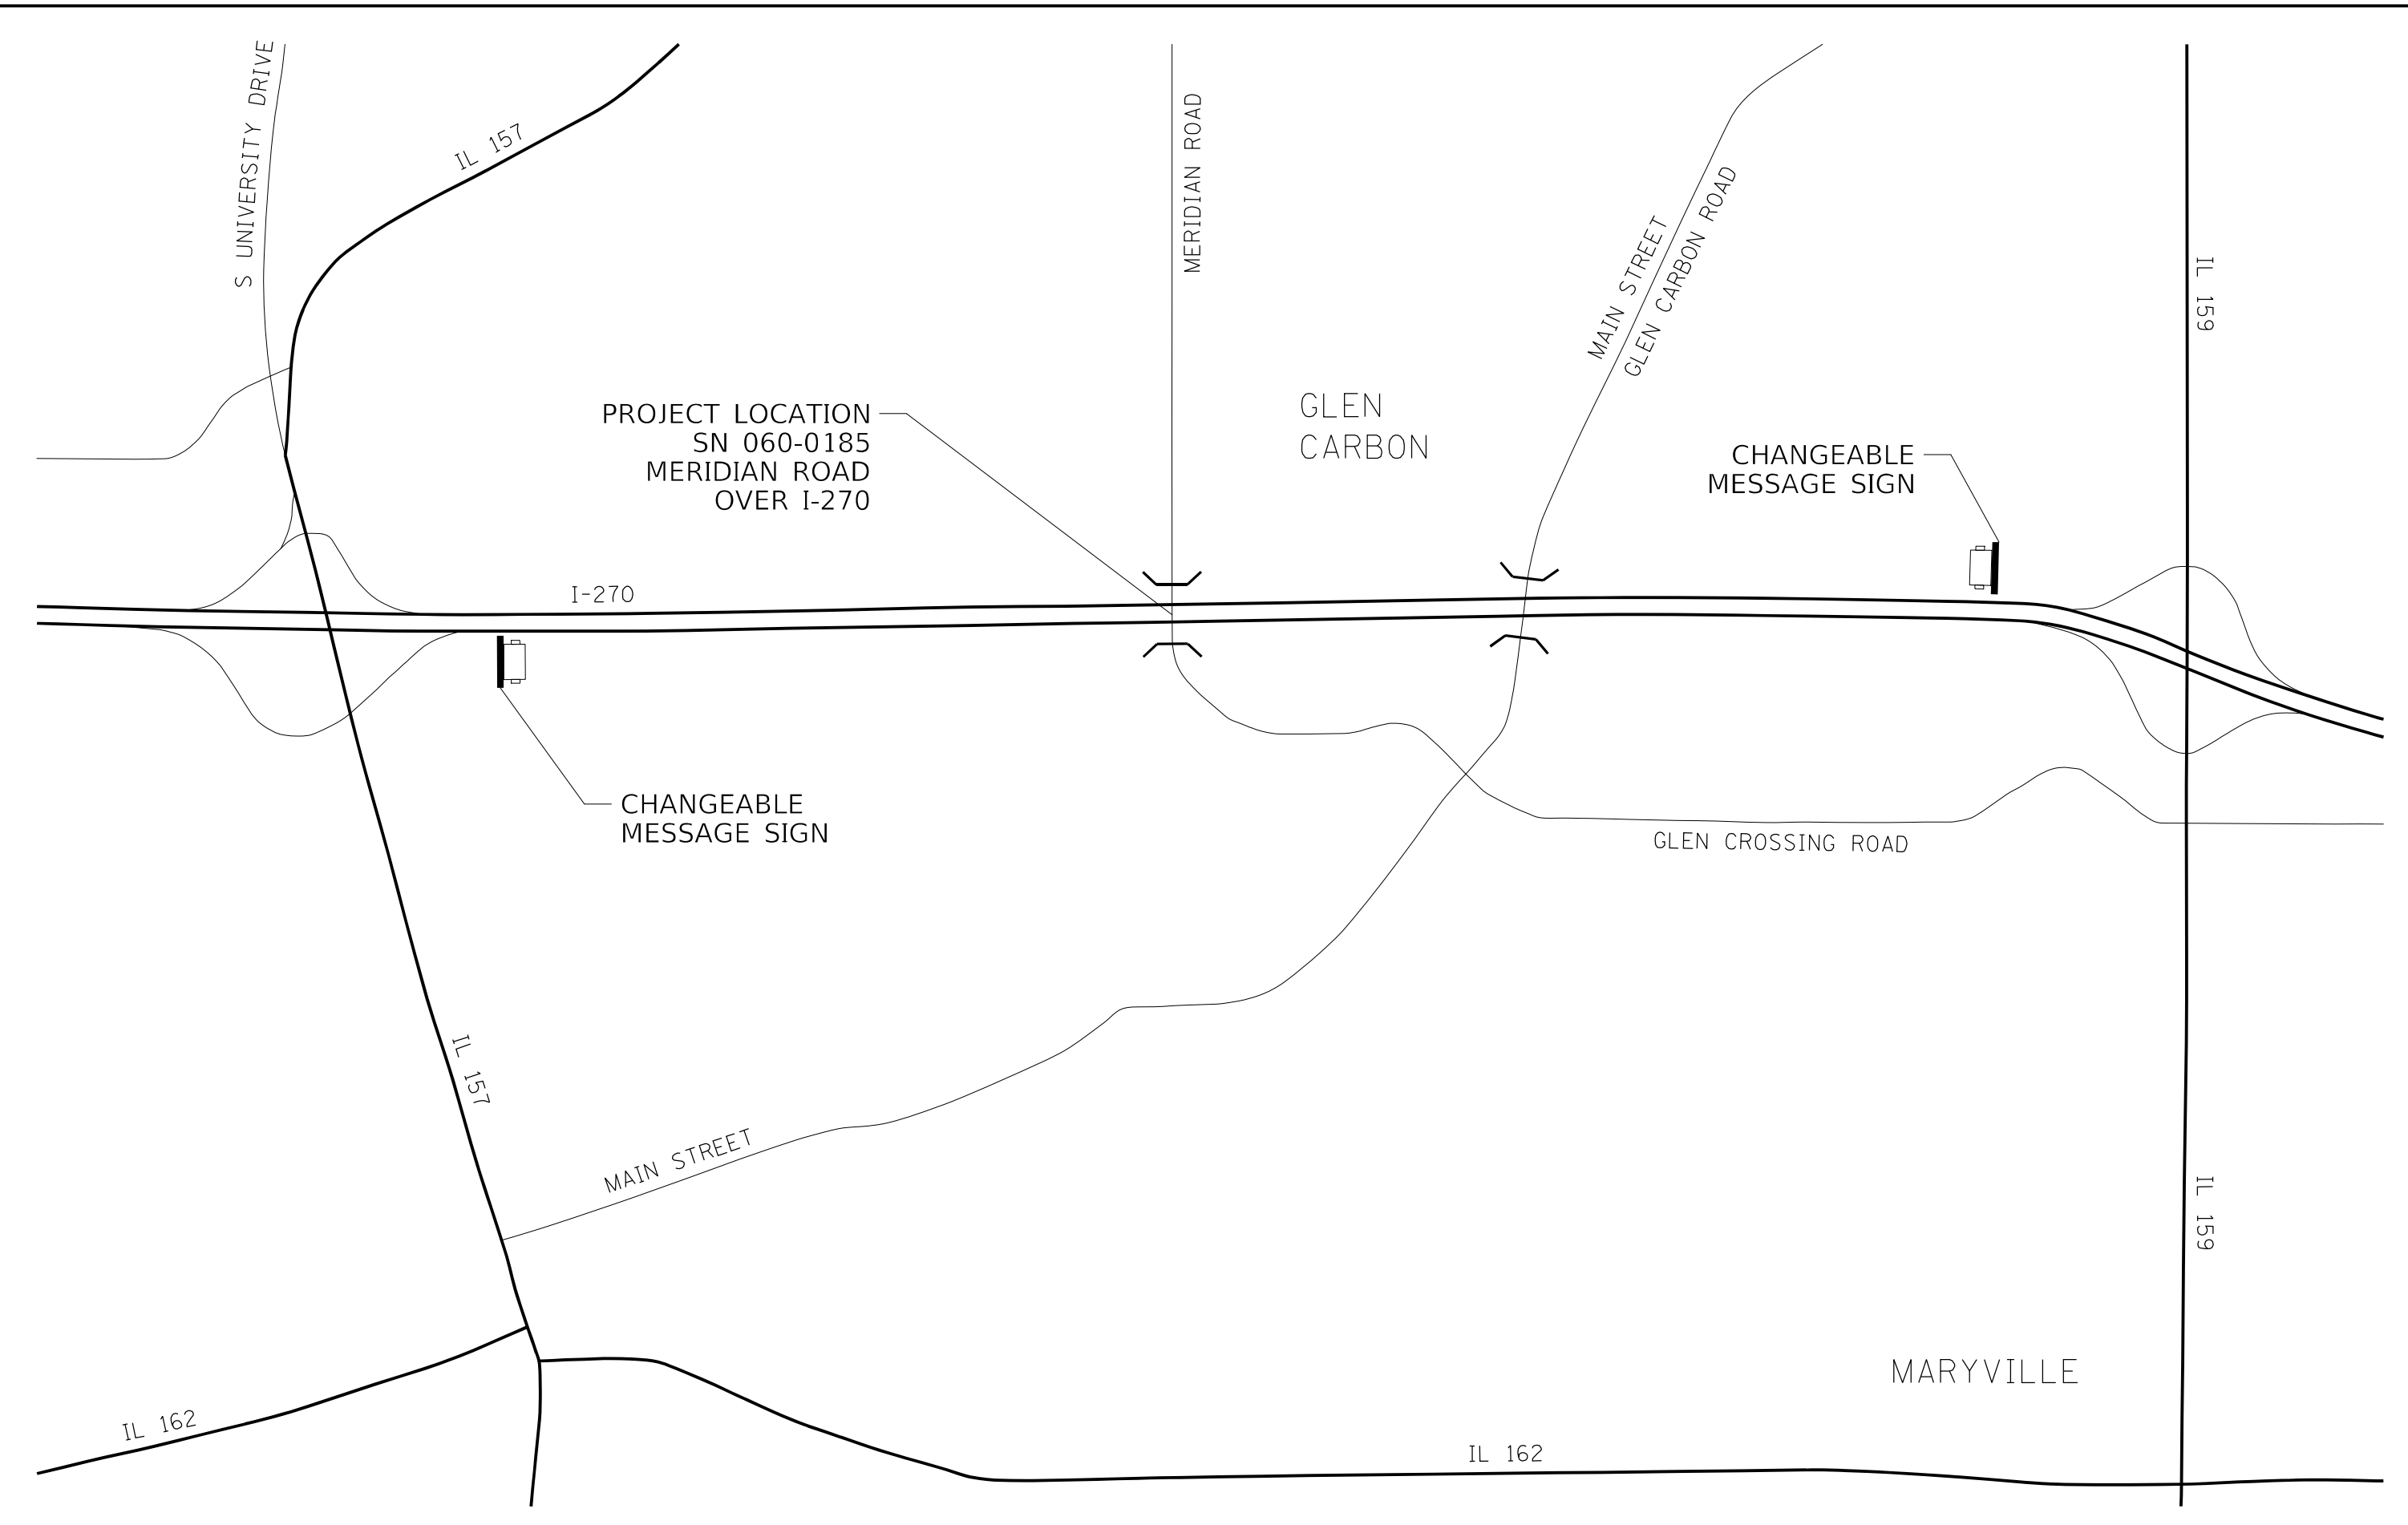 S UNIVERSITY DRIVE
IL 157
MERIDIAN ROAD
MAIN STREET
GLEN CARBON ROAD
IL 159
PROJECT LOCATION
SN 060-0185
MERIDIAN ROAD
OVER I-270
GLEN
CARBON
CHANGEABLE
MESSAGE SIGN
I-270
CHANGEABLE
MESSAGE SIGN
GLEN CROSSING ROAD
IL 157
MAIN STREET
IL 159
MARYVILLE
IL 162
IL 162